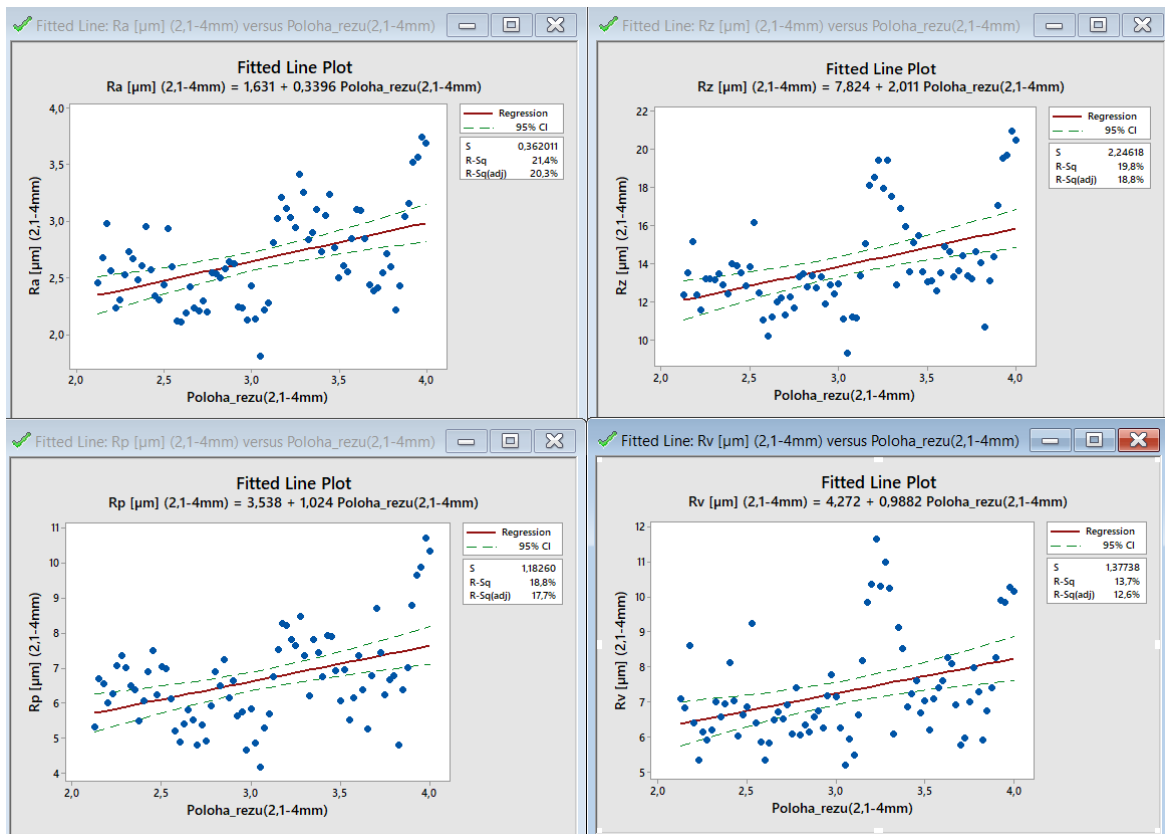 Fitted Line: Ra [µm] (2,1-4mm) versus Poloha_rezu(2,1-4mm)
Fitted Line Plot
Ra [µm] (2,1-4mm) = 1,631 + 0,3396 Poloha_rezu(2,1-4mm)
Regression
95% CI
S 0,362011
R-Sq 21,4%
R-Sq(adj) 20,3%
Ra [µm] (2,1-4mm)
4,0
3,5
3,0
2,5
2,0
2,0 2,5 3,0 3,5 4,0
Poloha_rezu(2,1-4mm)
Fitted Line: Rz [µm] (2,1-4mm) versus Poloha_rezu(2,1-4mm)
Fitted Line Plot
Rz [µm] (2,1-4mm) = 7,824 + 2,011 Poloha_rezu(2,1-4mm)
Regression
95% CI
S 2,24618
R-Sq 19,8%
R-Sq(adj) 18,8%
Rz [µm] (2,1-4mm)
22
20
18
16
14
12
10
2,0 2,5 3,0 3,5 4,0
Poloha_rezu(2,1-4mm)
Fitted Line: Rp [µm] (2,1-4mm) versus Poloha_rezu(2,1-4mm)
Fitted Line Plot
Rp [µm] (2,1-4mm) = 3,538 + 1,024 Poloha_rezu(2,1-4mm)
Regression
95% CI
S 1,18260
R-Sq 18,8%
R-Sq(adj) 17,7%
Rp [µm] (2,1-4mm)
11
10
9
8
7
6
5
4
2,0 2,5 3,0 3,5 4,0
Poloha_rezu(2,1-4mm)
Fitted Line: Rv [µm] (2,1-4mm) versus Poloha_rezu(2,1-4mm)
Fitted Line Plot
Rv [µm] (2,1-4mm) = 4,272 + 0,9882 Poloha_rezu(2,1-4mm)
Regression
95% CI
S 1,37738
R-Sq 13,7%
R-Sq(adj) 12,6%
Rv [µm] (2,1-4mm)
12
11
10
9
8
7
6
5
2,0 2,5 3,0 3,5 4,0
Poloha_rezu(2,1-4mm)